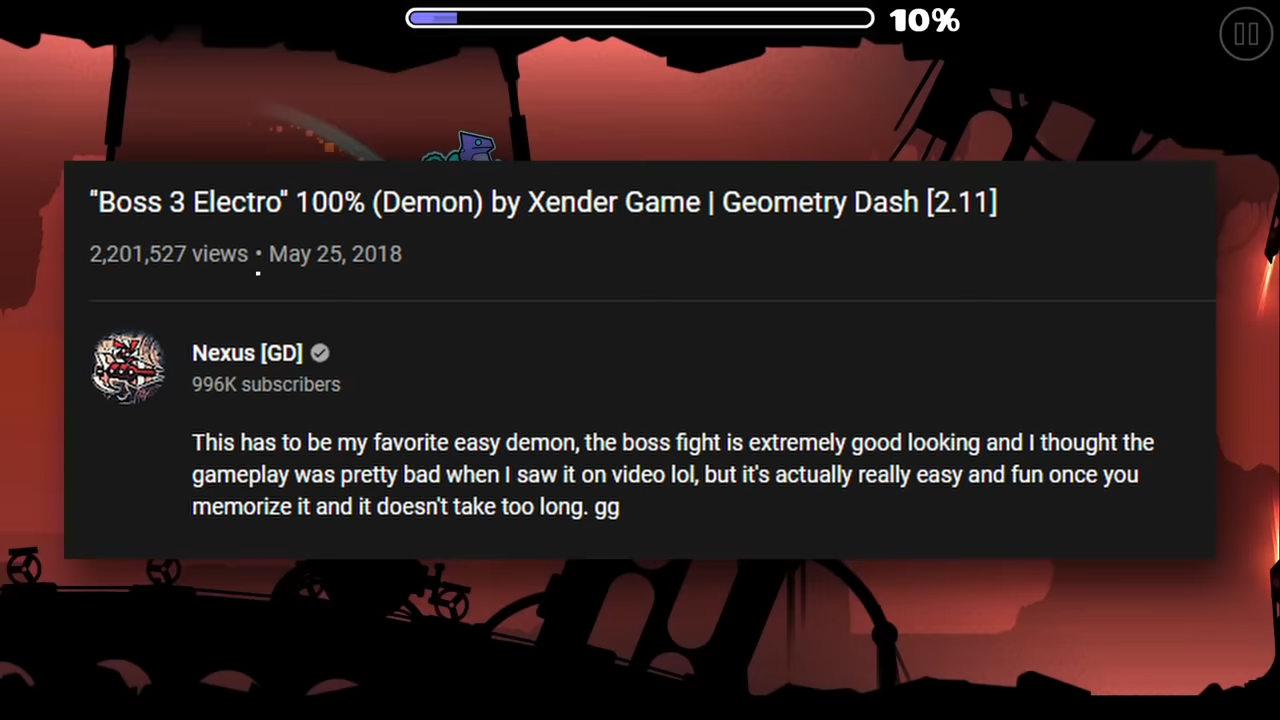 10%
"Boss 3 Electro" 100% (Demon) by Xender Game | Geometry Dash [2.11]
2,201,527 views • May 25, 2018
Nexus [GD]
996K subscribers
This has to be my favorite easy demon, the boss fight is extremely good looking and I thought the
gameplay was pretty bad when I saw it on video lol, but it's actually really easy and fun once you
memorize it and it doesn't take too long. gg